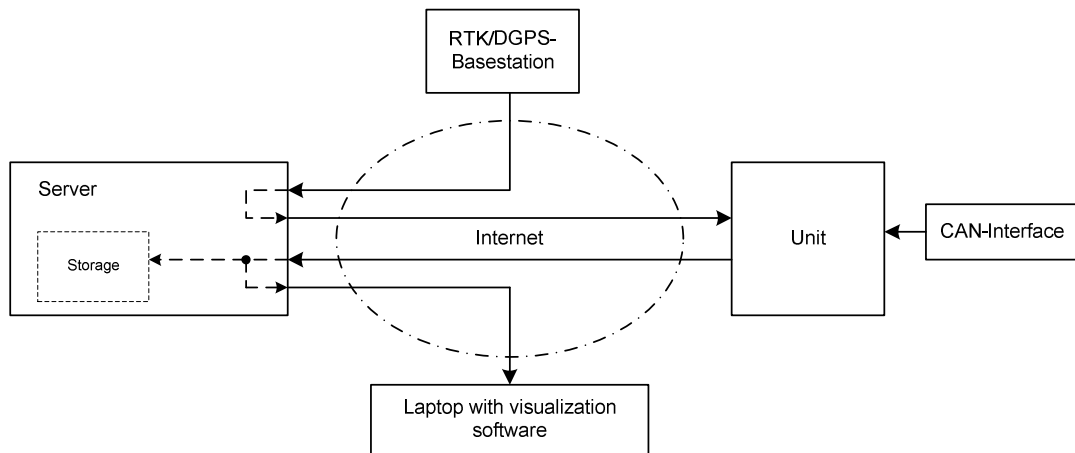 RTK/DGPS-
Basestation
Server
Storage
Internet
Unit
CAN-Interface
Laptop with visualization
software